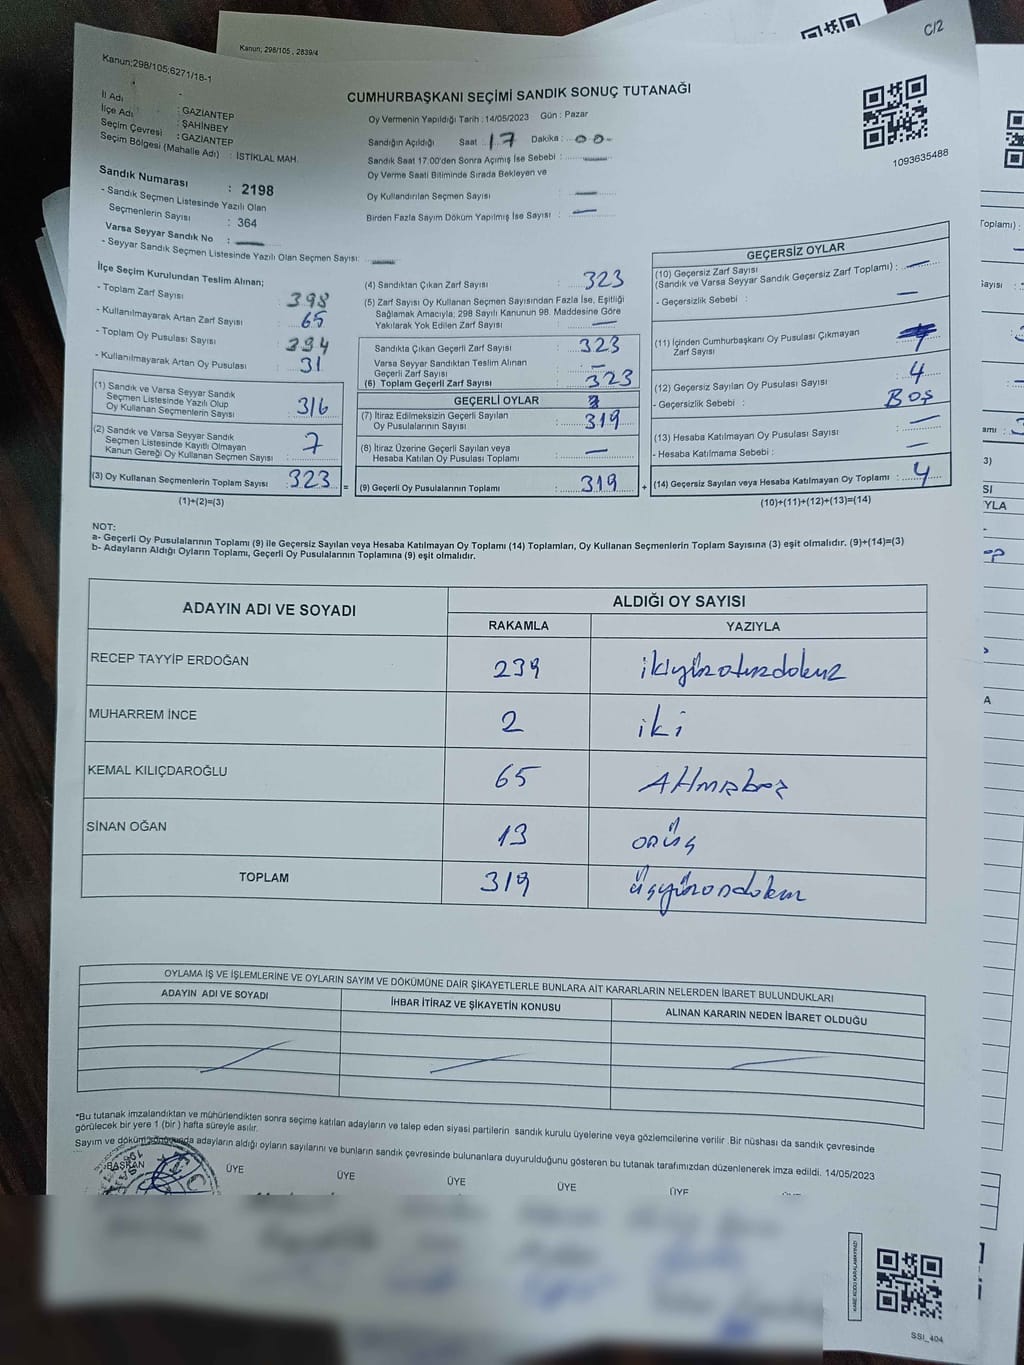 Kanun; 298/105 , 2839/4
C/2
Kanun;298/105;6271/18-1
CUMHURBAŞKANI SEÇİMİ SANDIK SONUÇ TUTANAĞI
İl Adı : GAZIANTEP
İlçe Adı : ŞAHİNBEY
Seçim Çevresi : GAZIANTEP
Seçim Bölgesi (Mahalle Adı) : İSTİKLAL MAH.
Oy Vermenin Yapıldığı Tarih : 14/05/2023 Gün : Pazar
Sandığın Açıldığı Saat : 17 Dakika : 00
Sandık Saat 17:00'den Sonra Açımış İse Sebebi :
Oy Verme Saati Bitiminde Sırada Bekleyen ve
Oy Kullandırılan Seçmen Sayısı
Birden Fazla Sayım Döküm Yapılmış İse Sayısı :
1093635488
Sandık Numarası : 2198
- Sandık Seçmen Listesinde Yazılı Olan
Seçmenlerin Sayısı : 364
Varsa Seyyar Sandık No :
- Seyyar Sandık Seçmen Listesinde Yazılı Olan Seçmen Sayısı:
İlçe Seçim Kurulundan Teslim Alınan;
- Toplam Zarf Sayısı : 398
- Kullanılmayarak Artan Zarf Sayısı : 65
- Toplam Oy Pusulası Sayısı : 394
- Kullanılmayarak Artan Oy Pusulası : 31
(1) Sandık ve Varsa Seyyar Sandık
Seçmen Listesinde Yazılı Olup
Oy Kullanan Seçmenlerin Sayısı : 316
(2) Sandık ve Varsa Seyyar Sandık
Seçmen Listesinde Kayıtlı Olmayan
Kanun Gereği Oy Kullanan Seçmen Sayısı : 7
(3) Oy Kullanan Seçmenlerin Toplam Sayısı : 323 =
(1)+(2)=(3)
(4) Sandıktan Çıkan Zarf Sayısı : 323
(5) Zarf Sayısı Oy Kullanan Seçmen Sayısından Fazla İse, Eşitliği
Sağlamak Amacıyla; 298 Sayılı Kanunun 98. Maddesine Göre
Yakılarak Yok Edilen Zarf Sayısı :
Sandıkta Çıkan Geçerli Zarf Sayısı : 323
Varsa Seyyar Sandıktan Teslim Alınan
Geçerli Zarf Sayısı :
(6) Toplam Geçerli Zarf Sayısı : 323
GEÇERLİ OYLAR
(7) İtiraz Edilmeksizin Geçerli Sayılan
Oy Pusulalarının Sayısı : 319
(8) İtiraz Üzerine Geçerli Sayılan veya
Hesaba Katılan Oy Pusulası Toplamı :
(9) Geçerli Oy Pusulalarının Toplamı : 319 +
GEÇERSİZ OYLAR
(10) Geçersiz Zarf Sayısı
(Sandık ve Varsa Seyyar Sandık Geçersiz Zarf Toplamı) :
- Geçersizlik Sebebi :
(11) İçinden Cumhurbaşkanı Oy Pusulası Çıkmayan
Zarf Sayısı
(12) Geçersiz Sayılan Oy Pusulası Sayısı : 4
- Geçersizlik Sebebi : BOŞ
(13) Hesaba Katılmayan Oy Pusulası Sayısı :
- Hesaba Katılmama Sebebi :
(14) Geçersiz Sayılan veya Hesaba Katılmayan Oy Toplamı : 4
(10)+(11)+(12)+(13)=(14)
NOT:
a- Geçerli Oy Pusulalarının Toplamı (9) ile Geçersiz Sayılan veya Hesaba Katılmayan Oy Toplamı (14) Toplamları, Oy Kullanan Seçmenlerin Toplam Sayısına (3) eşit olmalıdır. (9)+(14)=(3)
b- Adayların Aldığı Oyların Toplamı, Geçerli Oy Pusulalarının Toplamına (9) eşit olmalıdır.
ADAYIN ADI VE SOYADI ALDIĞI OY SAYISI
RAKAMLA YAZIYLA
RECEP TAYYİP ERDOĞAN 239 ikiyüzotuzdokuz
MUHARREM İNCE 2 iki
KEMAL KILIÇDAROĞLU 65 Altmışbeş
SİNAN OĞAN 13 onüç
TOPLAM 319 üçyüzondokuz
OYLAMA İŞ VE İŞLEMLERİNE VE OYLARIN SAYIM VE DÖKÜMÜNE DAİR ŞİKAYETLERLE BUNLARA AİT KARARLARIN NELERDEN İBARET BULUNDUKLARI
ADAYIN ADI VE SOYADI İHBAR İTİRAZ VE ŞİKAYETİN KONUSU ALINAN KARARIN NEDEN İBARET OLDUĞU
*Bu tutanak imzalandıktan ve mühürlendikten sonra seçime katılan adayların ve talep eden siyasi partilerin sandık kurulu üyelerine veya gözlemcilerine verilir .Bir nüshası da sandık çevresinde
görülecek bir yere 1 (bir ) hafta süreyle asılır.
Sayım ve döküm sonucunda adayların aldığı oyların sayılarını ve bunların sandık çevresinde bulunanlara duyurulduğunu gösteren bu tutanak tarafımızdan düzenlenerek imza edildi. 14/05/2023
BAŞKAN ÜYE ÜYE ÜYE ÜYE ÜYE
KARE KODU KARALAMAYINIZ!
SSI_404